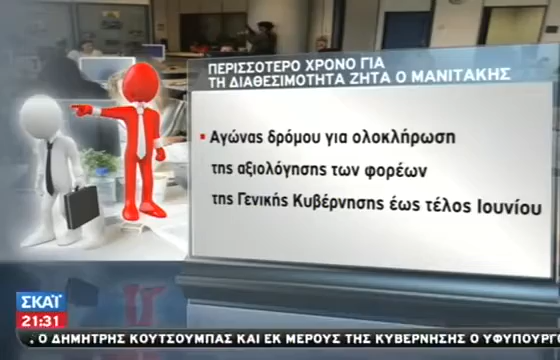 ΠΕΡΙΣΣΟΤΕΡΟ ΧΡΟΝΟ ΓΙΑ
ΤΗ ΔΙΑΘΕΣΙΜΟΤΗΤΑ ΖΗΤΑ Ο ΜΑΝΙΤΑΚΗΣ
Αγώνας δρόμου για ολοκλήρωση
της αξιολόγησης των φορέων
της Γενικής Κυβέρνησης έως τέλος Ιουνίου
ΣΚΑΪ
21:31
. Ο ΔΗΜΗΤΡΗΣ ΚΟΥΤΣΟΥΜΠΑΣ ΚΑΙ ΕΚ ΜΕΡΟΥΣ ΤΗΣ ΚΥΒΕΡΝΗΣΗΣ Ο ΥΦΥΠΟΥΡΓ